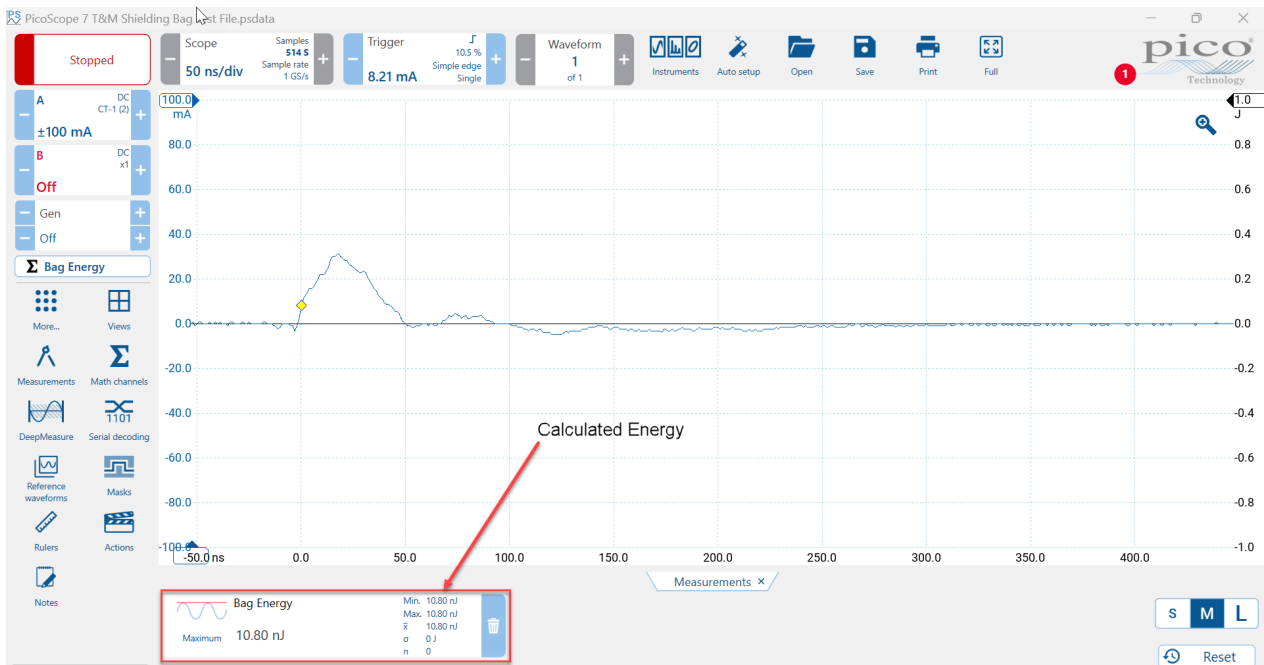 PS PicoScope 7 T&M Shielding Bag Test File.psdata
Stopped
Scope
Samples
514 S
Sample rate
1 GS/s
50 ns/div
Trigger
10.5 %
Simple edge
Single
8.21 mA
Waveform
1
of 1
Instruments
Auto setup
Open
Save
Print
Full
1
pico
Technology
A
DC
CT-1 (2)
±100 mA
B
DC
x1
Off
Gen
Off
Σ Bag Energy
More...
Views
Measurements
Math channels
DeepMeasure
1101
Serial decoding
Reference
waveforms
Masks
Rulers
Actions
Notes
100.0
mA
80.0
60.0
40.0
20.0
0.0
-20.0
-40.0
-60.0
-80.0
-100.0
1.0
J
0.8
0.6
0.4
0.2
0.0
-0.2
-0.4
-0.6
-0.8
-1.0
-50.0 ns
0.0
50.0
100.0
150.0
200.0
250.0
300.0
350.0
400.0
Calculated Energy
Measurements ×
Bag Energy
Maximum
10.80 nJ
Min. 10.80 nJ
Max. 10.80 nJ
x̄ 10.80 nJ
σ 0 J
n 0
S M L
Reset